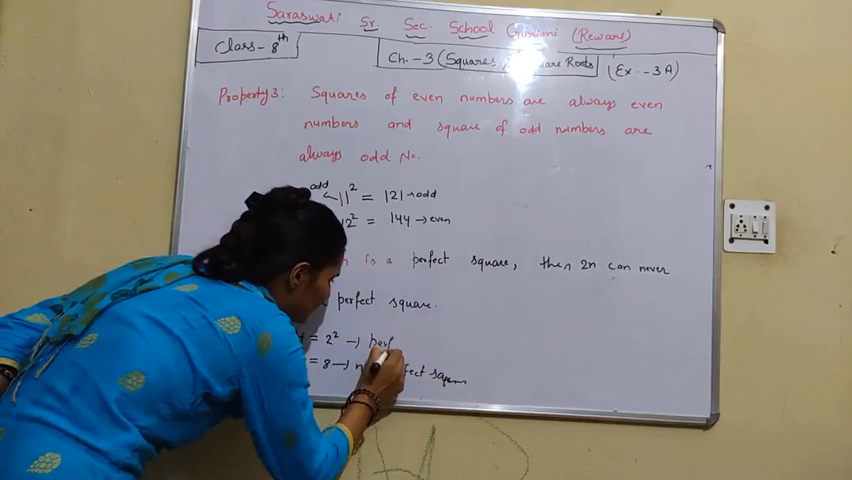 Saraswati Sr. Sec. School Gurioni (Rewari)
Class - 8th
Ch. - 3 (Squares, Square Roots) (Ex. - 3A)
Property 3: Squares of even numbers are always even
numbers and square of odd numbers are
always odd No.
odd 11² = 121 → odd
12² = 144 → even
n is a perfect square, then 2n can never
perfect square.
= 2² → perf
= 8 → square